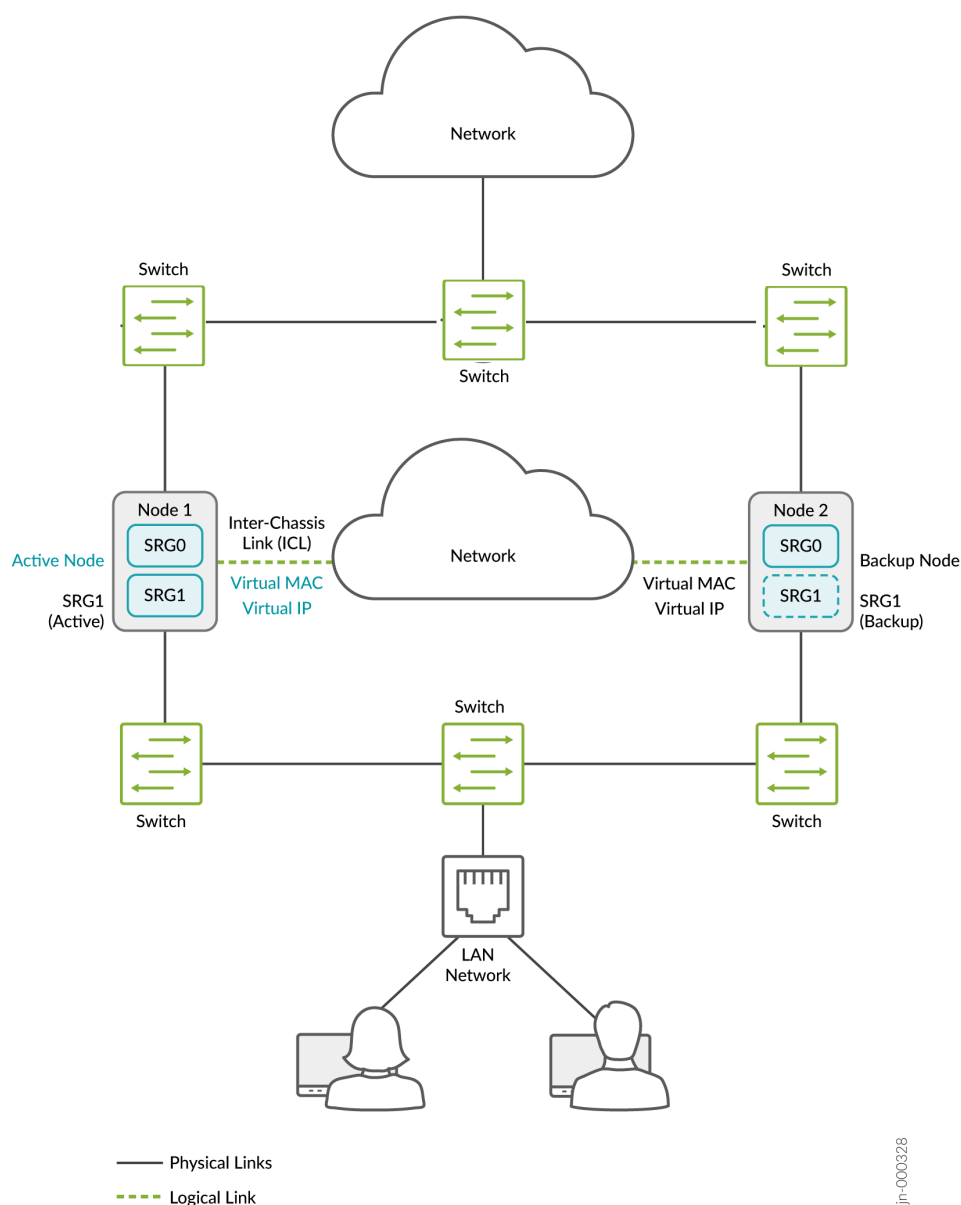 Network
Switch
Switch
Switch
Node 1
SRG0
SRG1
Active Node
SRG1
(Active)
Inter-Chassis
Link (ICL)
Virtual MAC
Virtual IP
Network
Virtual MAC
Virtual IP
Node 2
SRG0
SRG1
Backup Node
SRG1
(Backup)
Switch
Switch
Switch
LAN
Network
Physical Links
Logical Link
jn-000328